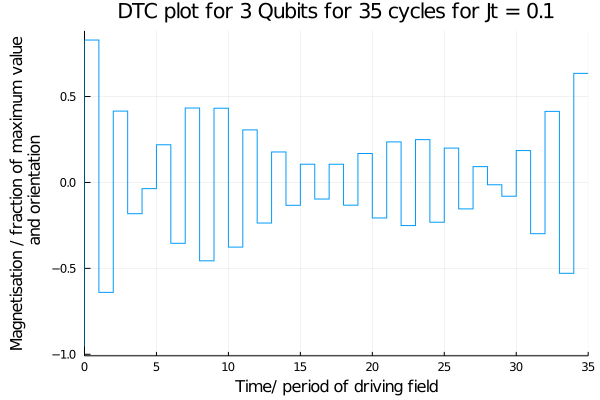 DTC plot for 3 Qubits for 35 cycles for Jt = 0.1
Magnetisation / fraction of maximum value
and orientation
0.5
0.0
−0.5
−1.0
0 5 10 15 20 25 30 35
Time/ period of driving field